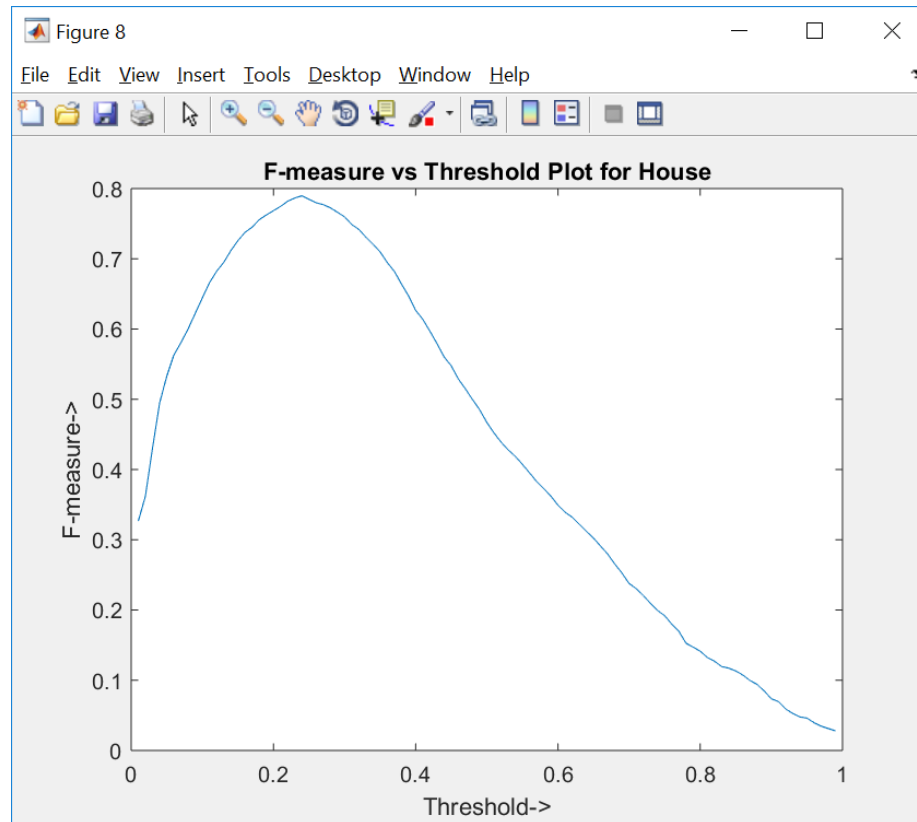 Figure 8
File Edit View Insert Tools Desktop Window Help
F-measure vs Threshold Plot for House
0.8
0.7
0.6
0.5
0.4
0.3
0.2
0.1
0
F-measure->
0 0.2 0.4 0.6 0.8 1
Threshold->